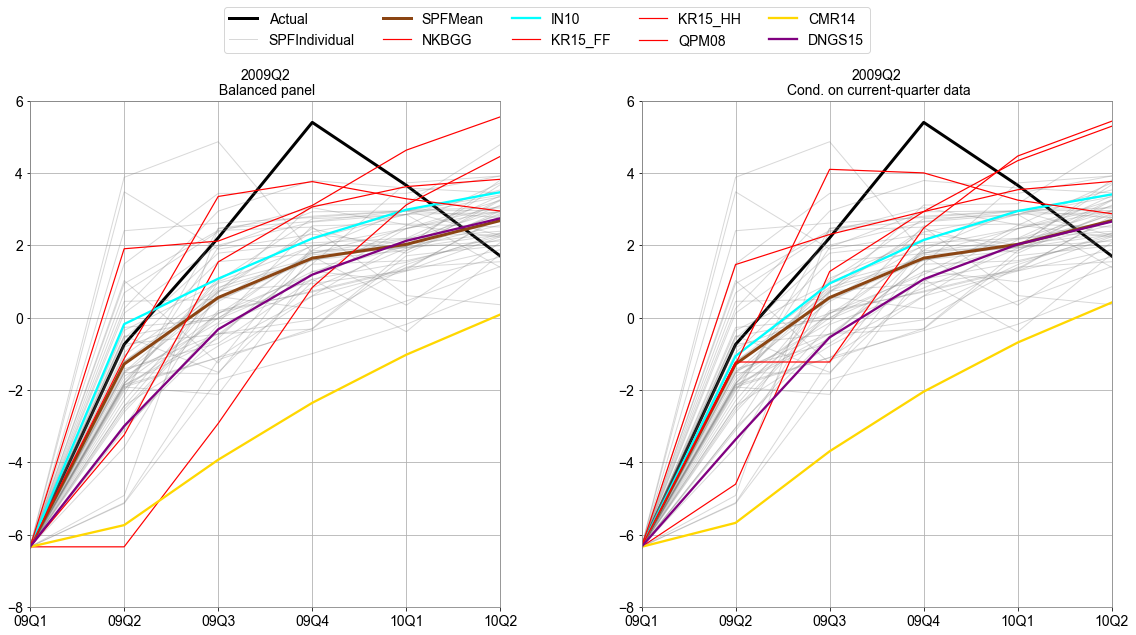 Actual SPFMean IN10 KR15_HH CMR14
SPFIndividual NKBGG KR15_FF QPM08 DNGS15
2009Q2
Balanced panel
6
4
2
0
−2
−4
−6
−8
09Q1 09Q2 09Q3 09Q4 10Q1 10Q2
2009Q2
Cond. on current-quarter data
6
4
2
0
−2
−4
−6
−8
09Q1 09Q2 09Q3 09Q4 10Q1 10Q2